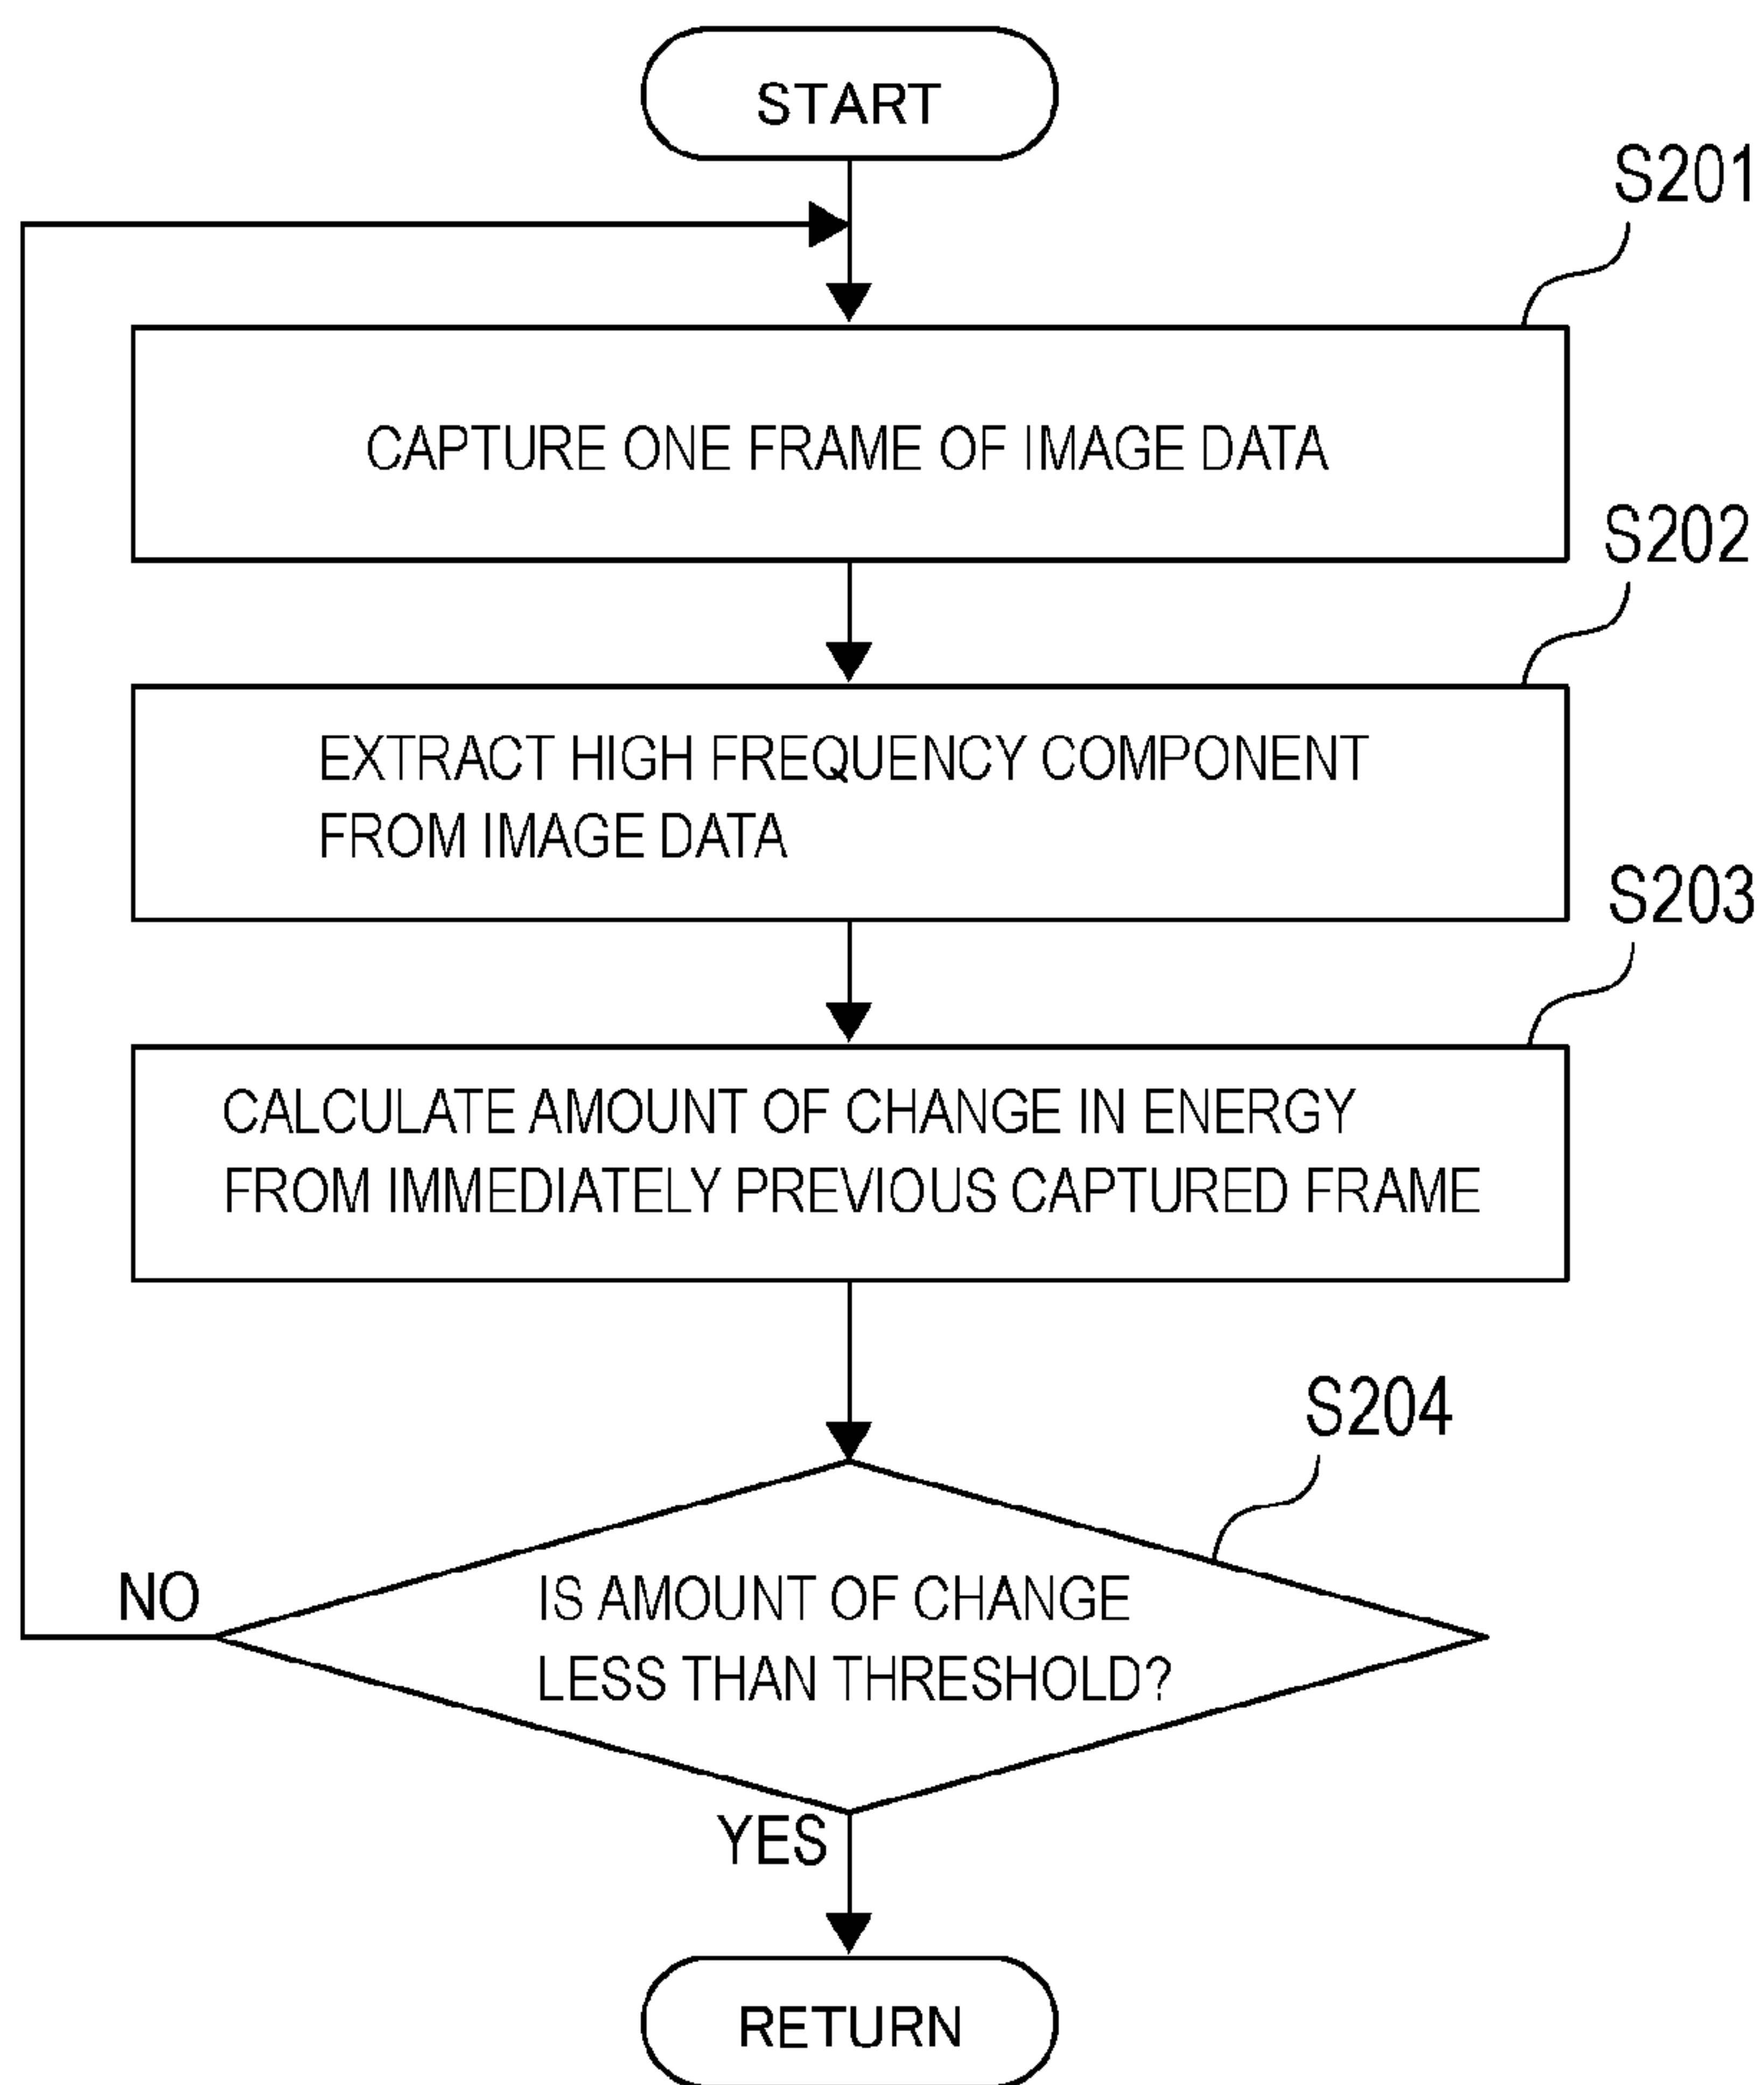 START
S201
CAPTURE ONE FRAME OF IMAGE DATA
S202
EXTRACT HIGH FREQUENCY COMPONENT
FROM IMAGE DATA
S203
CALCULATE AMOUNT OF CHANGE IN ENERGY
FROM IMMEDIATELY PREVIOUS CAPTURED FRAME
S204
NO
IS AMOUNT OF CHANGE
LESS THAN THRESHOLD?
YES
RETURN